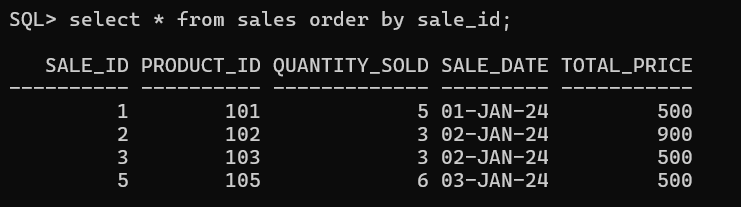 SQL> select * from sales order by sale_id;
SALE_ID PRODUCT_ID QUANTITY_SOLD SALE_DATE TOTAL_PRICE
---------- ---------- ------------- --------- -----------
1 101 5 01-JAN-24 500
2 102 3 02-JAN-24 900
3 103 3 02-JAN-24 500
5 105 6 03-JAN-24 500